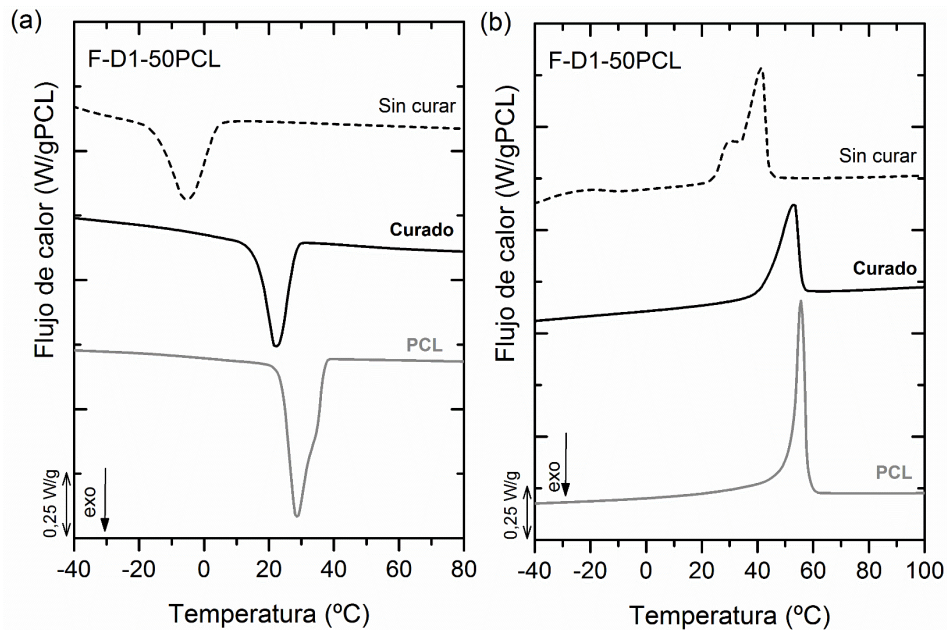 (a)
F-D1-50PCL
Sin curar
Curado
PCL
Flujo de calor (W/gPCL)
0,25 W/g
exo
-40 -20 0 20 40 60 80
Temperatura (ºC)
(b)
F-D1-50PCL
Sin curar
Curado
PCL
Flujo de calor (W/gPCL)
0,25 W/g
exo
-40 -20 0 20 40 60 80 100
Temperatura (ºC)